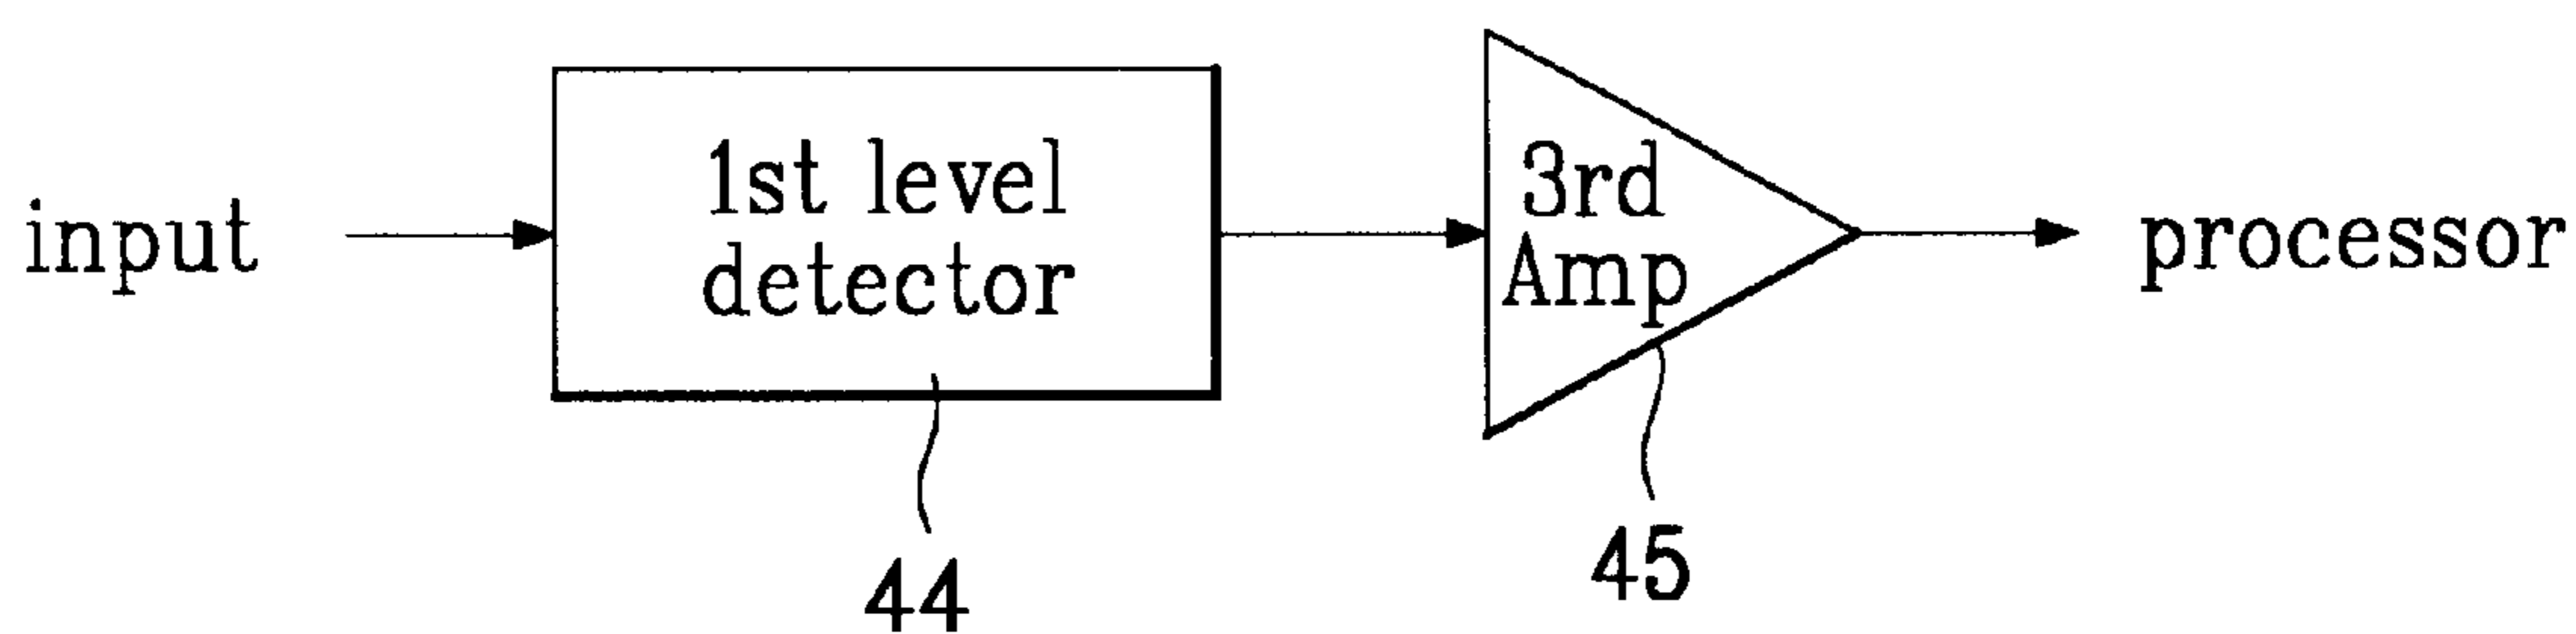 input
1st level
detector
3rd
Amp
processor
44
45